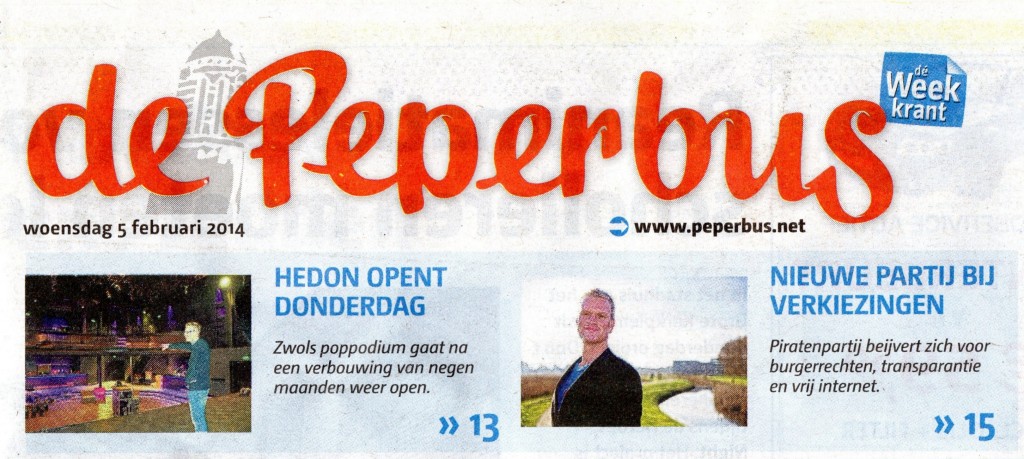 de Peperbus
dé
Week
krant
woensdag 5 februari 2014
www.peperbus.net
HEDON OPENT
DONDERDAG
Zwols poppodium gaat na
een verbouwing van negen
maanden weer open.
» 13
NIEUWE PARTIJ BIJ
VERKIEZINGEN
Piratenpartij beijvert zich voor
burgerrechten, transparantie
en vrij internet.
» 15